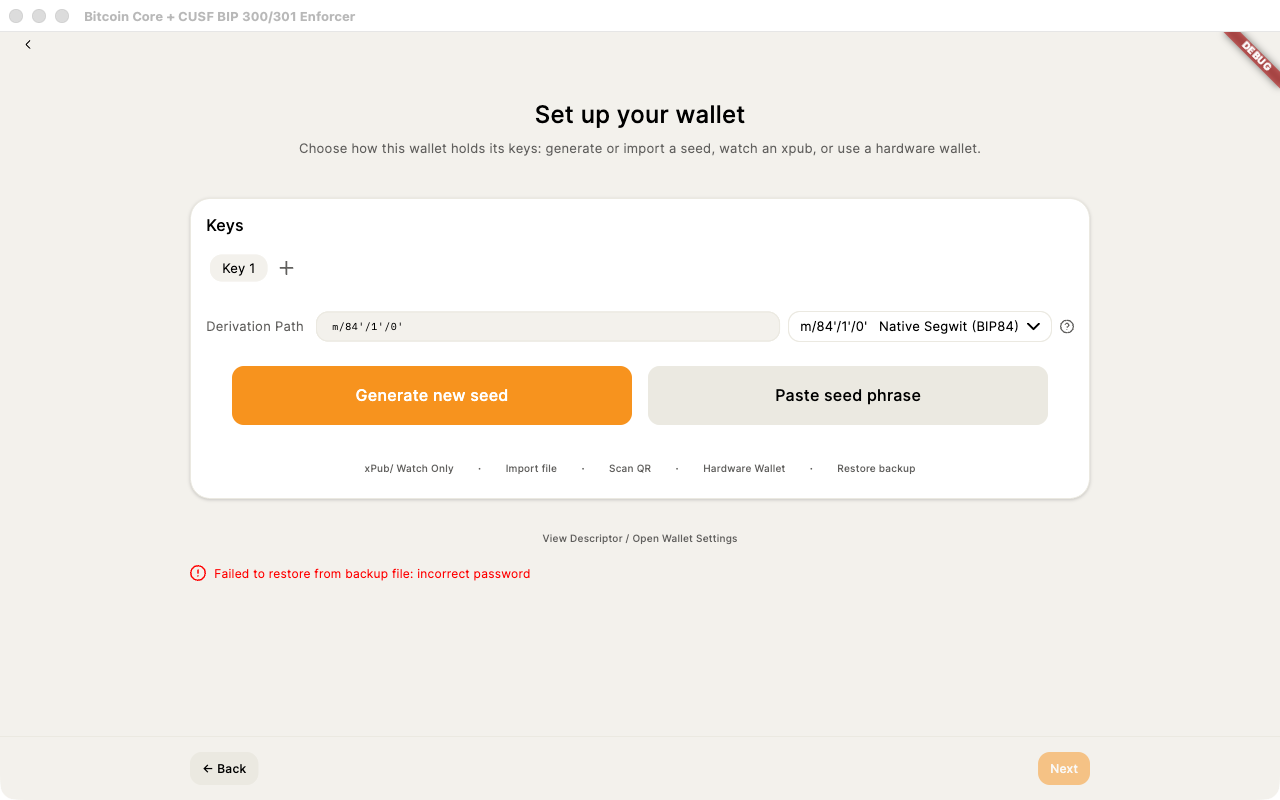 Bitcoin Core + CUSF BIP 300/301 Enforcer
DEBUG
Set up your wallet
Choose how this wallet holds its keys: generate or import a seed, watch an xpub, or use a hardware wallet.
Keys
Key 1
Derivation Path m/84'/1'/0' m/84'/1'/0' Native Segwit (BIP84)
Generate new seed Paste seed phrase
xPub/ Watch Only · Import file · Scan QR · Hardware Wallet · Restore backup
View Descriptor / Open Wallet Settings
Failed to restore from backup file: incorrect password
← Back Next